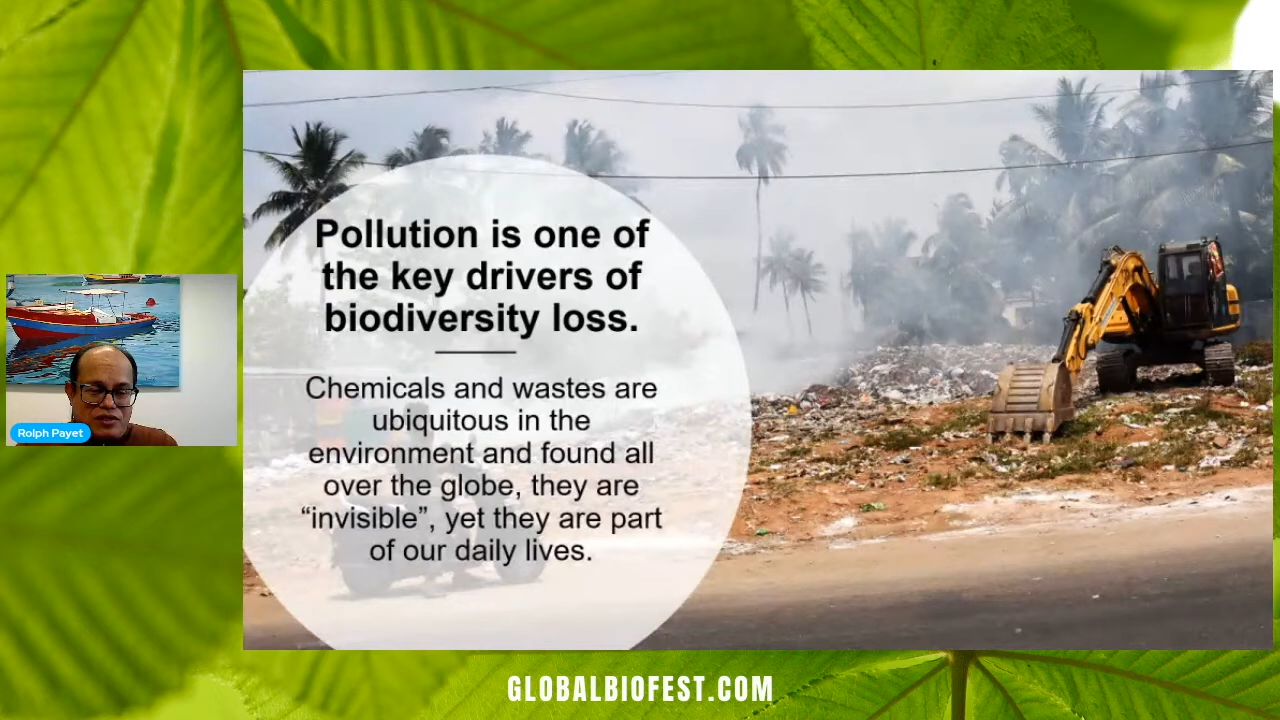 Pollution is one of
the key drivers of
biodiversity loss.
Chemicals and wastes are
ubiquitous in the
environment and found all
over the globe, they are
“invisible”, yet they are part
of our daily lives.
Rolph Payet
GLOBALBIOFEST.COM